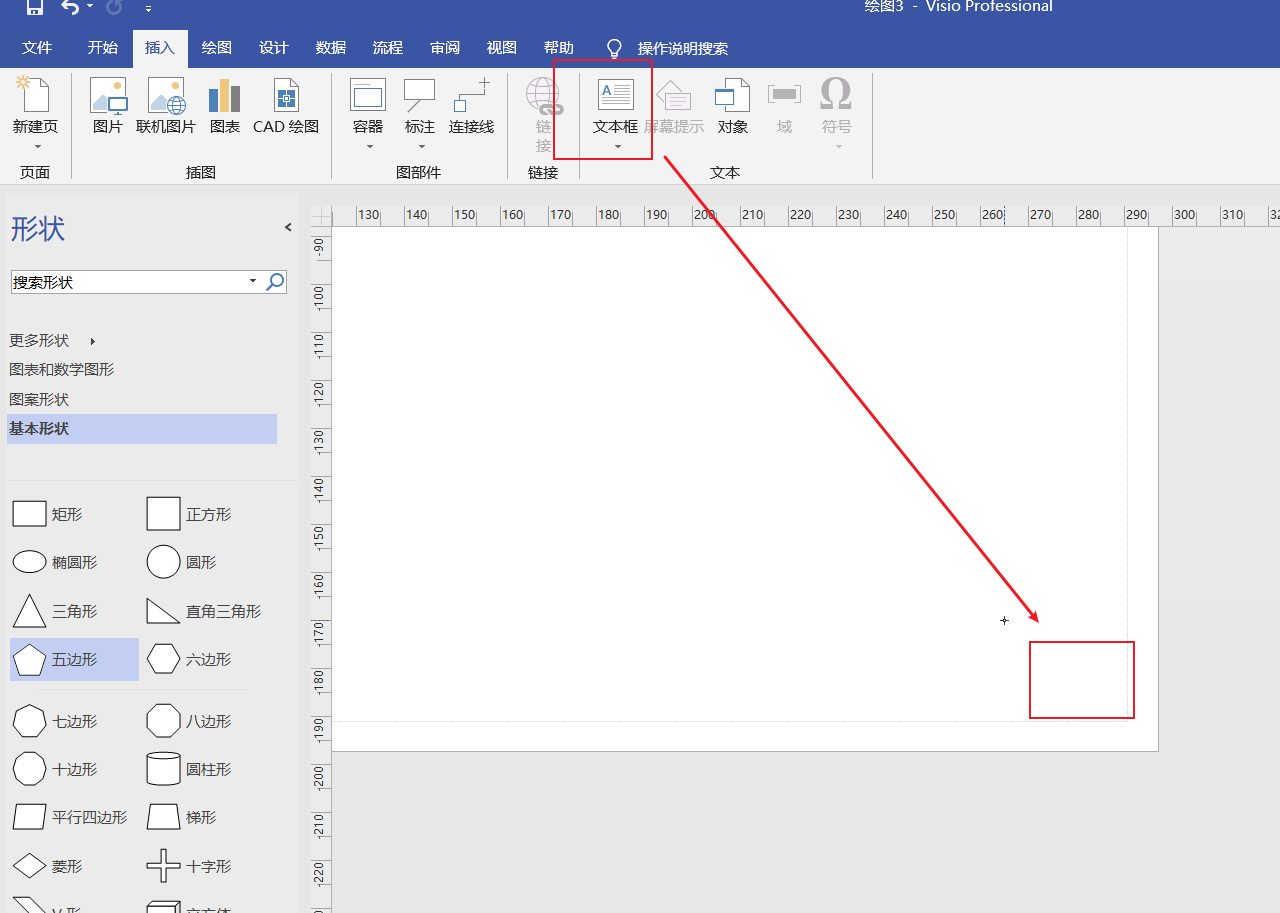 绘图3 - Visio Professional
文件 开始 插入 绘图 设计 数据 流程 审阅 视图 帮助 操作说明搜索
新建页 图片 联机图片 图表 CAD 绘图 容器 标注 连接线 链接 文本框 屏幕提示 对象 域 符号
页面 插图 图部件 链接 文本
形状
130 140 150 160 170 180 190 200 210 220 230 240 250 260 270 280 290 300 310
搜索形状
更多形状
图表和数学图形
图案形状
基本形状
矩形 正方形
椭圆形 圆形
三角形 直角三角形
五边形 六边形
七边形 八边形
十边形 圆柱形
平行四边形 梯形
菱形 十字形
V 形 立方体
-90
-100
-110
-120
-130
-140
-150
-160
-170
-180
-190
-200
-210
-220